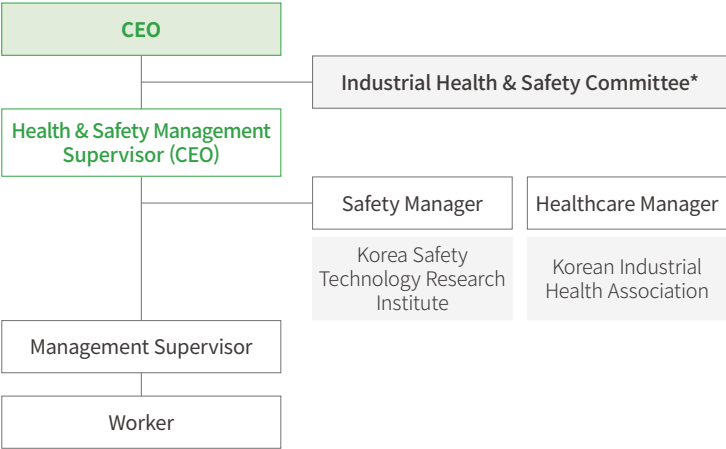 CEO
Industrial Health & Safety Committee*
Health & Safety Management
Supervisor (CEO)
Safety Manager
Healthcare Manager
Korea Safety
Technology Research
Institute
Korean Industrial
Health Association
Management Supervisor
Worker